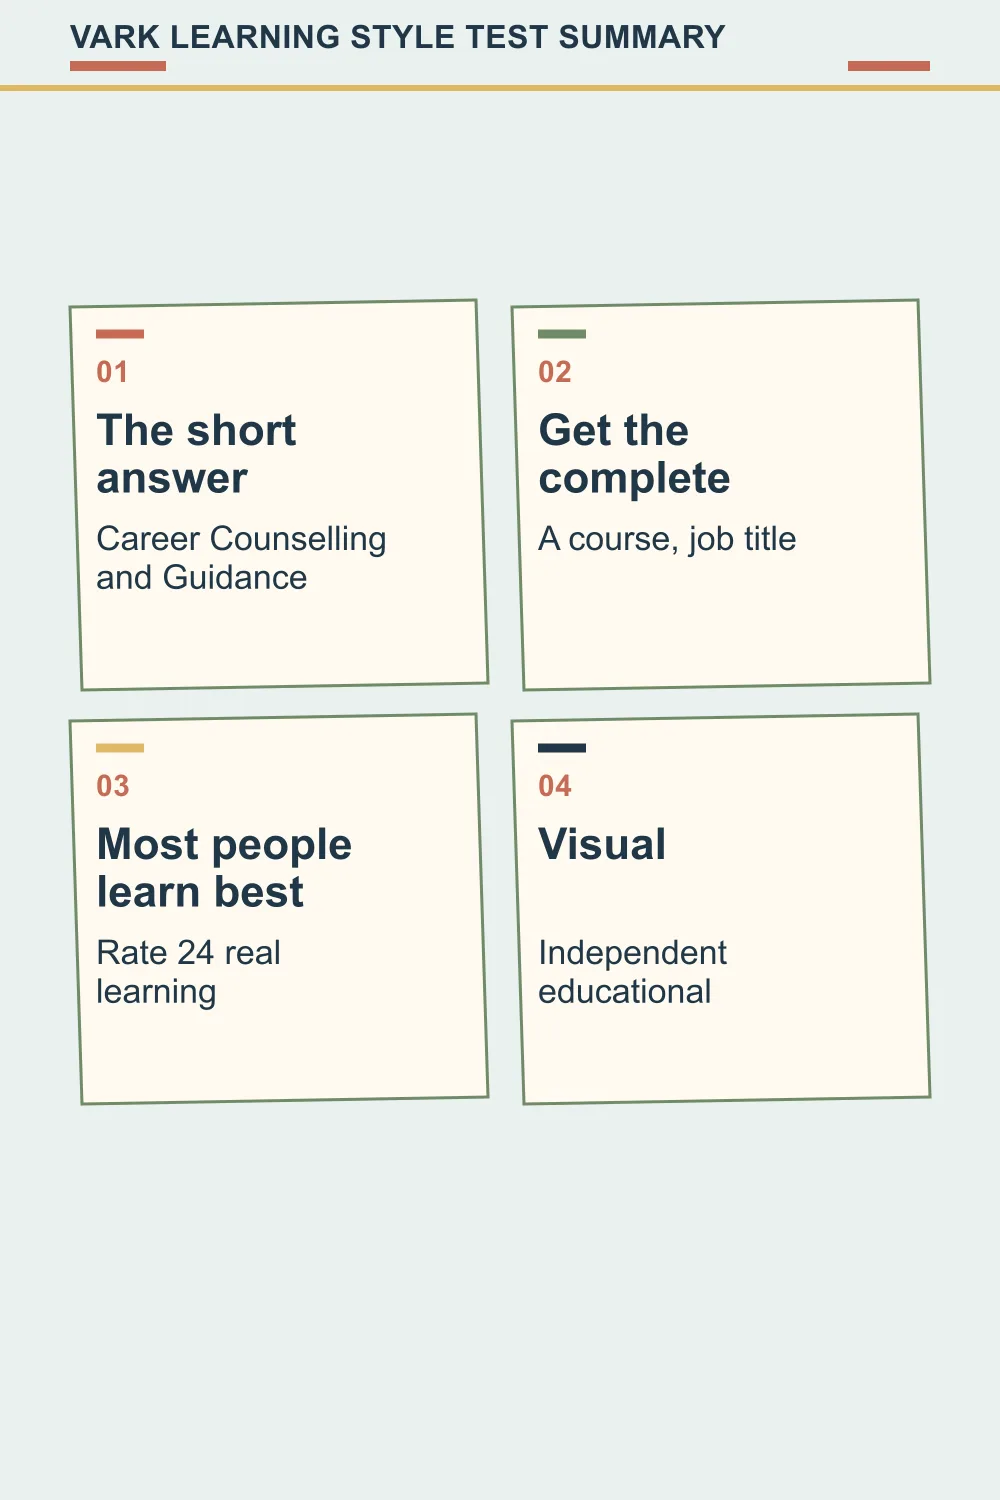 VARK LEARNING STYLE TEST SUMMARY
01
The short
answer
Career Counselling
and Guidance
02
Get the
complete
A course, job title
03
Most people
learn best
Rate 24 real
learning
04
Visual
Independent
educational